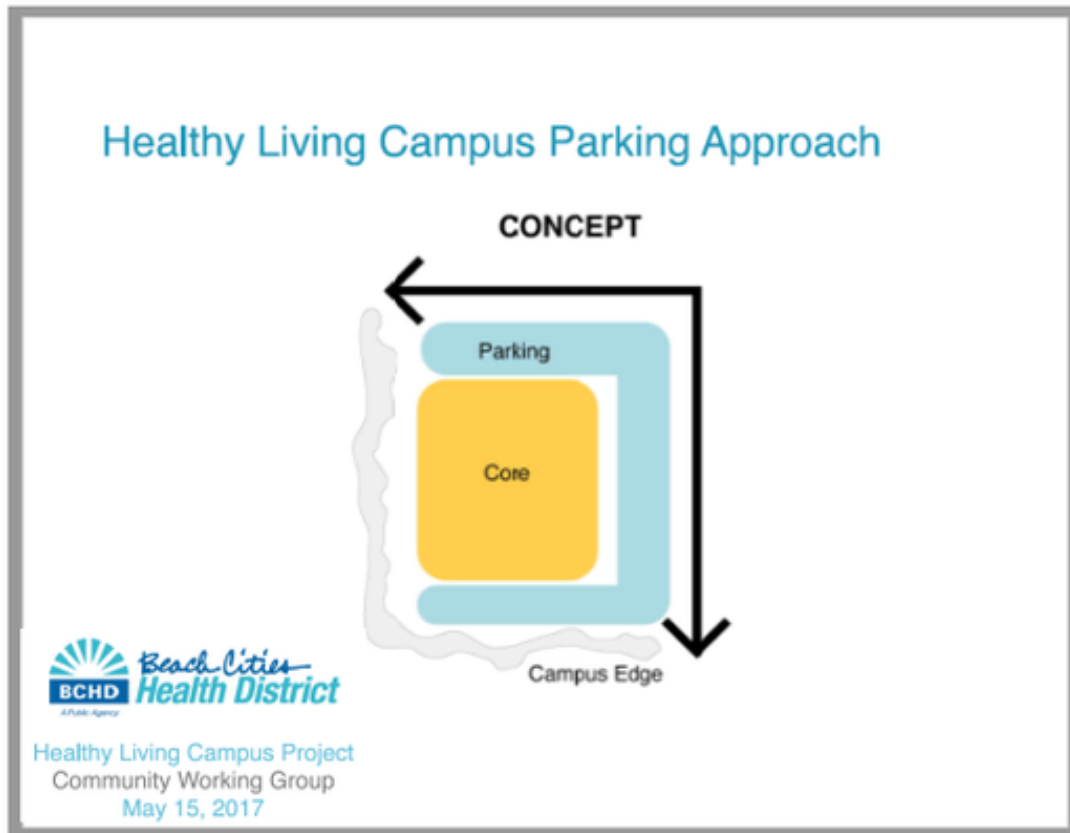 Healthy Living Campus Parking Approach
CONCEPT
Parking
Core
Campus Edge
Beach Cities
BCHD Health District
A Public Agency
Healthy Living Campus Project
Community Working Group
May 15, 2017